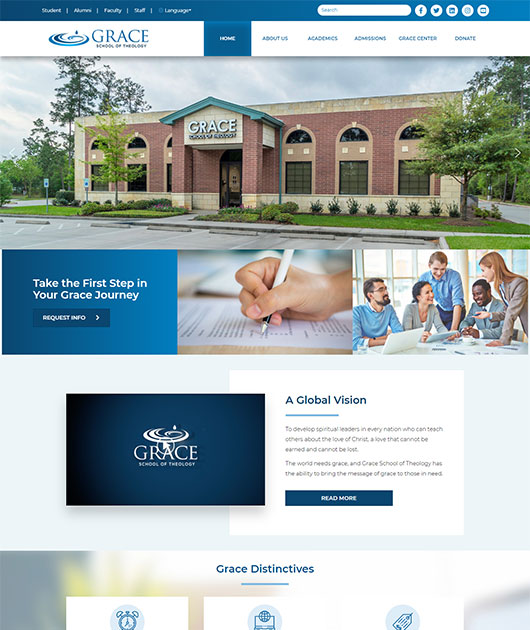 Student | Alumni | Faculty | Staff | Language
Search
GRACE
SCHOOL OF THEOLOGY
HOME ABOUT US ACADEMICS ADMISSIONS GRACE CENTER DONATE
GRACE
SCHOOL OF THEOLOGY
Take the First Step in
Your Grace Journey
REQUEST INFO
GRACE
SCHOOL OF THEOLOGY
A Global Vision
To develop spiritual leaders in every nation who can teach
others about the love of Christ, a love that cannot be
earned and cannot be lost.
The world needs grace, and Grace School of Theology has
the ability to bring the message of grace to those in need.
READ MORE
Grace Distinctives